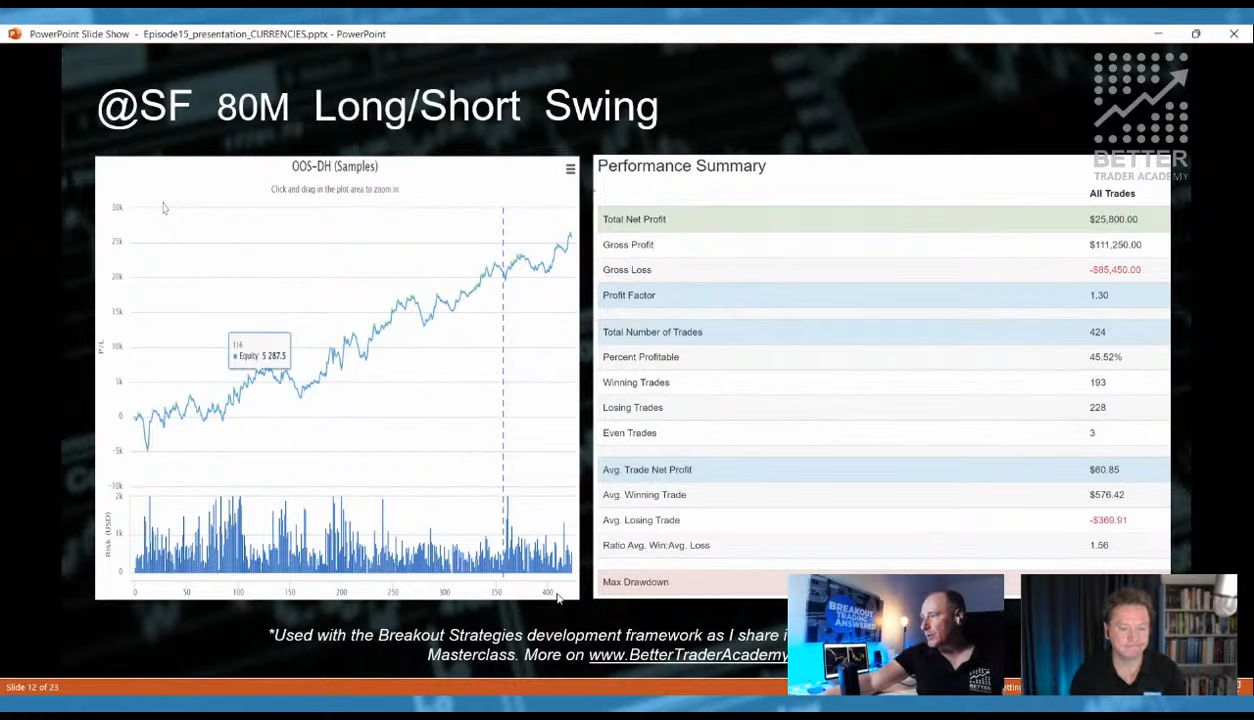 PowerPoint Slide Show - Episode15_presentation_CURRENCIES.pptx - PowerPoint
@SF 80M Long/Short Swing
BETTER
TRADER ACADEMY
OOS-DH (Samples)
Click and drag in the plot area to zoom in
30k
25k
20k
15k
10k
5k
0
-5k
-10k
P/L
116
Equity: 5 287.5
2k
1k
0
Risk (USD)
0 50 100 150 200 250 300 350 400
Performance Summary
All Trades
Total Net Profit $25,800.00
Gross Profit $111,250.00
Gross Loss -$85,450.00
Profit Factor 1.30
Total Number of Trades 424
Percent Profitable 45.52%
Winning Trades 193
Losing Trades 228
Even Trades 3
Avg. Trade Net Profit $60.85
Avg. Winning Trade $576.42
Avg. Losing Trade -$369.91
Ratio Avg. Win:Avg. Loss 1.56
Max Drawdown
*Used with the Breakout Strategies development framework as I share
Masterclass. More on www.BetterTraderAcademy
BREAKOUT
TRADING
ANSWERED
BETTER
Slide 12 of 23